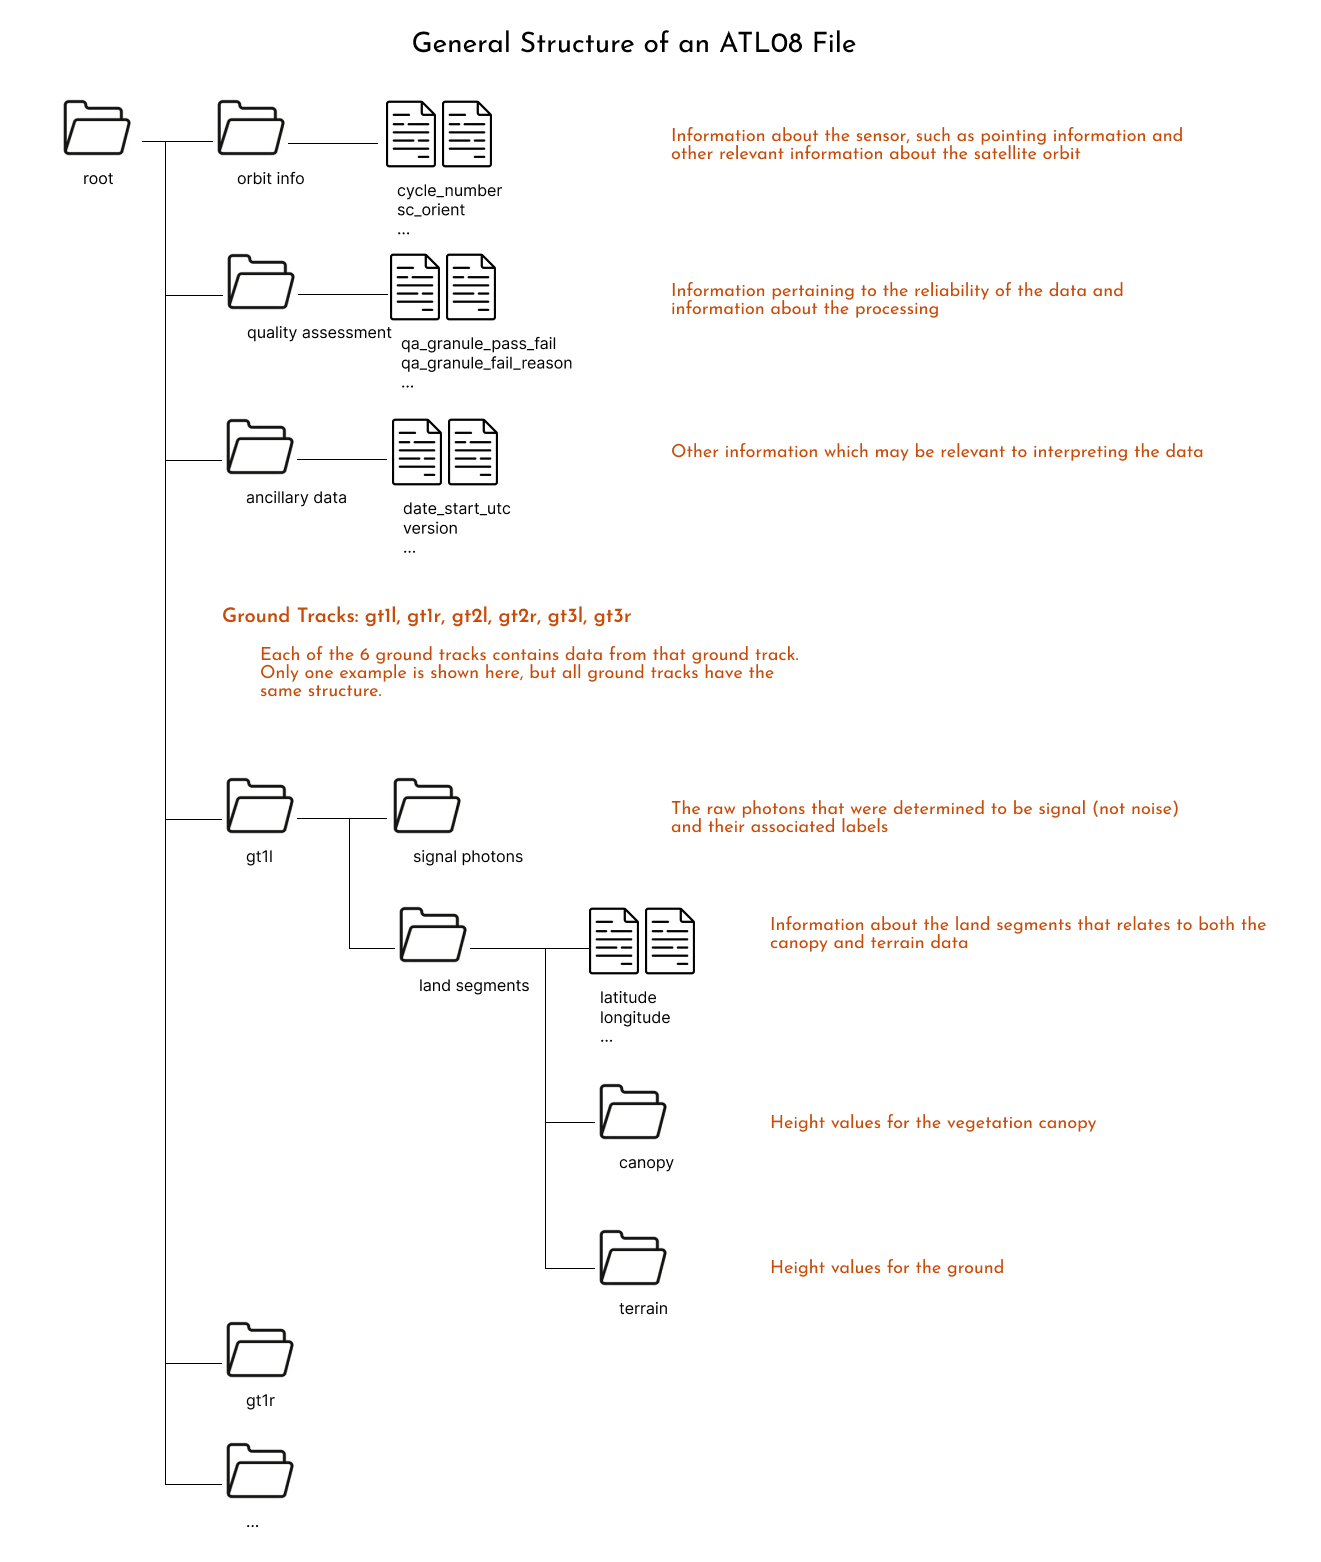 General Structure of an ATL08 File
root
orbit info
cycle_number
sc_orient
...
Information about the sensor, such as pointing information and
other relevant information about the satellite orbit
quality assessment
qa_granule_pass_fail
qa_granule_fail_reason
...
Information pertaining to the reliability of the data and
information about the processing
ancillary data
date_start_utc
version
...
Other information which may be relevant to interpreting the data
Ground Tracks: gt1l, gt1r, gt2l, gt2r, gt3l, gt3r
Each of the 6 ground tracks contains data from that ground track.
Only one example is shown here, but all ground tracks have the
same structure.
gt1l
signal photons
The raw photons that were determined to be signal (not noise)
and their associated labels
land segments
latitude
longitude
...
Information about the land segments that relates to both the
canopy and terrain data
canopy
Height values for the vegetation canopy
terrain
Height values for the ground
gt1r
...